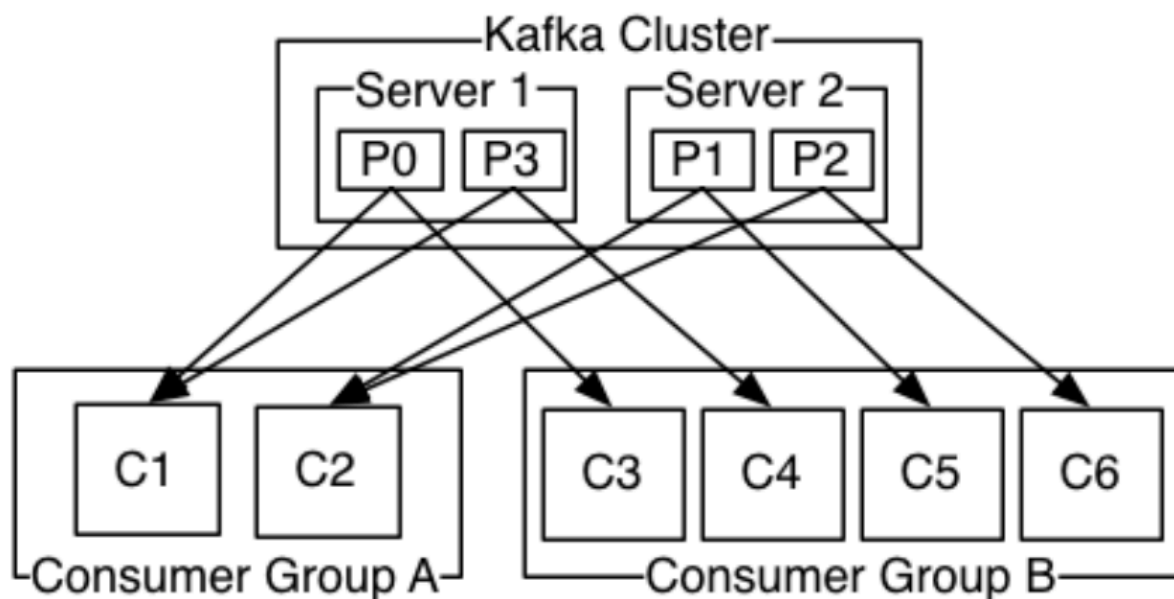 Kafka Cluster
Server 1
Server 2
P0
P3
P1
P2
C1
C2
C3
C4
C5
C6
Consumer Group A
Consumer Group B